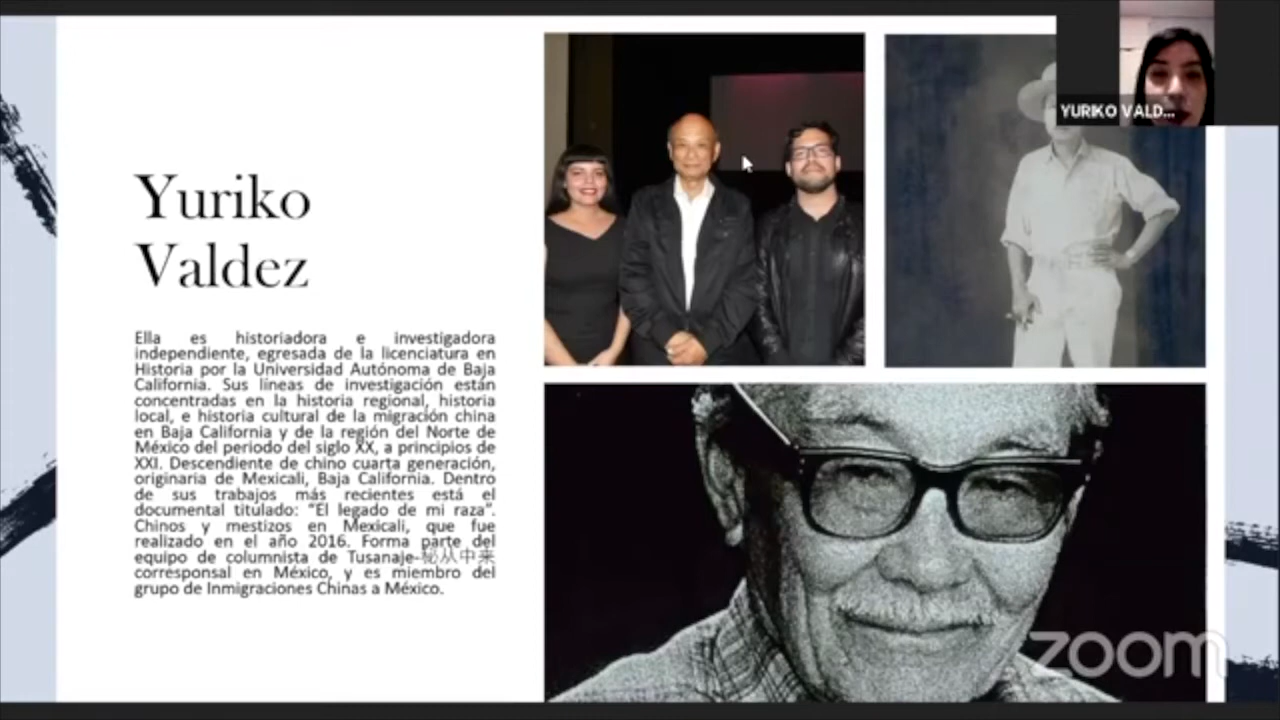 YURIKO VALD...
Yuriko
Valdez
Ella es historiadora e investigadora
independiente, egresada de la licenciatura en
Historia por la Universidad Autónoma de Baja
California. Sus líneas de investigación están
concentradas en la historia regional, historia
local, e historia cultural de la migración china
en Baja California y de la región del Norte de
México del periodo del siglo XX, a principios de
XXI. Descendiente de chino cuarta generación,
originaria de Mexicali, Baja California. Dentro
de sus trabajos más recientes está el
documental titulado: “El legado de mi raza”.
Chinos y mestizos en Mexicali, que fue
realizado en el año 2016. Forma parte del
equipo de columnista de Tusanaje-秘从中来
corresponsal en México, y es miembro del
grupo de Inmigraciones Chinas a México.
zoom